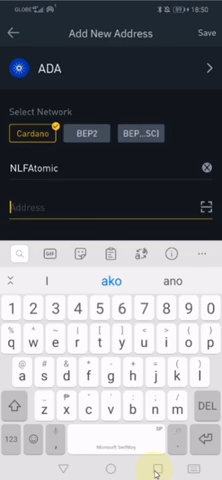 GLOBE 18:50
Add New Address Save
ADA
Select Network
Cardano BEP2 BEP...SC)
NLFAtomic
Address
GIF
I ako ano
1 2 3 4 5 6 7 8 9 0
q w e r t y u i o p
a s d f g h j k l
z x c v b n m DEL
123 , SP
Microsoft SwiftKey